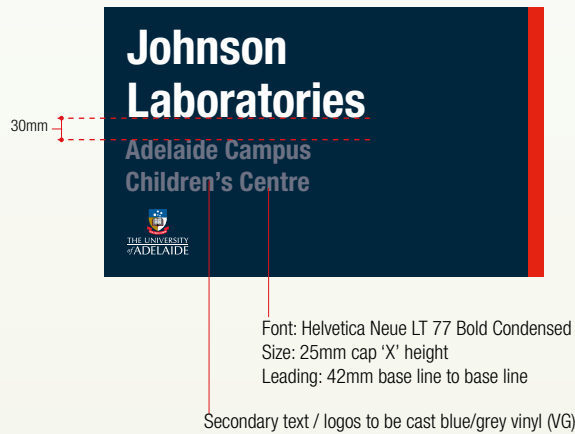 Johnson
Laboratories
30mm
Adelaide Campus
Children's Centre
THE UNIVERSITY
of ADELAIDE
Font: Helvetica Neue LT 77 Bold Condensed
Size: 25mm cap ‘X’ height
Leading: 42mm base line to base line
Secondary text / logos to be cast blue/grey vinyl (VG)